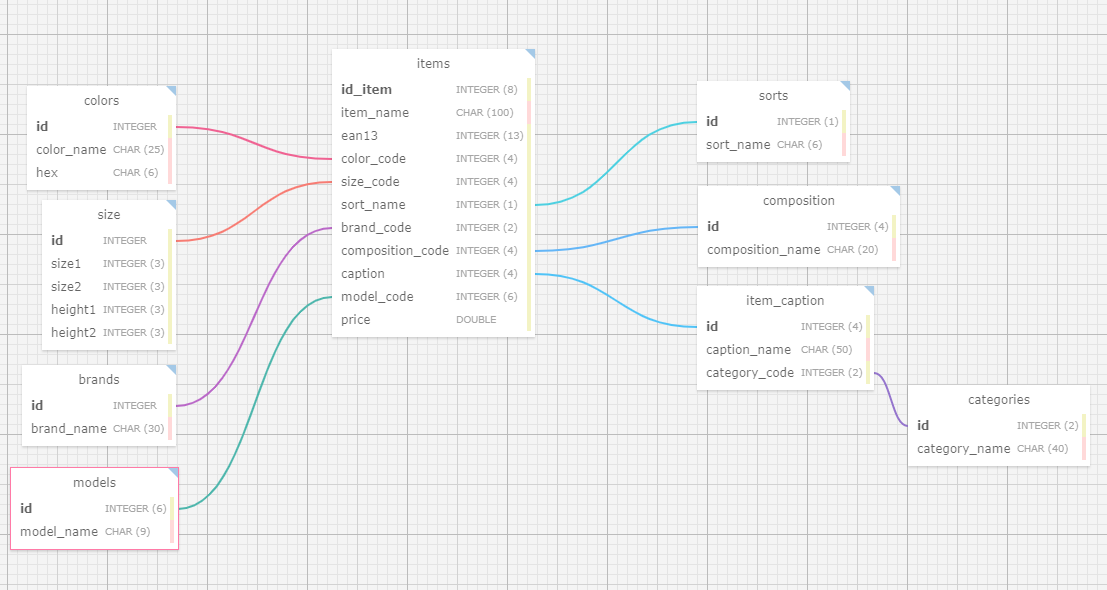 colors
id INTEGER
color_name CHAR (25)
hex CHAR (6)
size
id INTEGER
size1 INTEGER (3)
size2 INTEGER (3)
height1 INTEGER (3)
height2 INTEGER (3)
brands
id INTEGER
brand_name CHAR (30)
models
id INTEGER (6)
model_name CHAR (9)
items
id_item INTEGER (8)
item_name CHAR (100)
ean13 INTEGER (13)
color_code INTEGER (4)
size_code INTEGER (4)
sort_name INTEGER (1)
brand_code INTEGER (2)
composition_code INTEGER (4)
caption INTEGER (4)
model_code INTEGER (6)
price DOUBLE
sorts
id INTEGER (1)
sort_name CHAR (6)
composition
id INTEGER (4)
composition_name CHAR (20)
item_caption
id INTEGER (4)
caption_name CHAR (50)
category_code INTEGER (2)
categories
id INTEGER (2)
category_name CHAR (40)